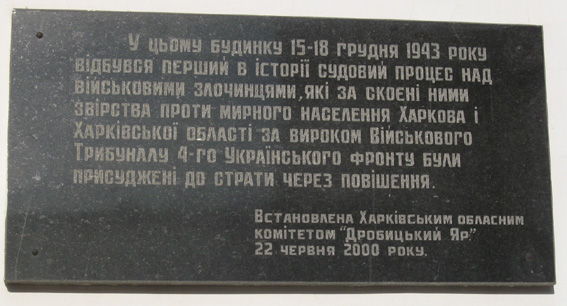 У цьому будинку 15-18 грудня 1943 року
відбувся перший в історії судовий процес над
військовими злочинцями, які за скоєні ними
звірства проти мирного населення Харкова і
Харківської області за вироком Військового
Трибуналу 4-го Українського фронту були
присуджені до страти через повішення.
Встановлена Харківським обласним
комітетом "Дробицький Яр"
22 червня 2000 року.